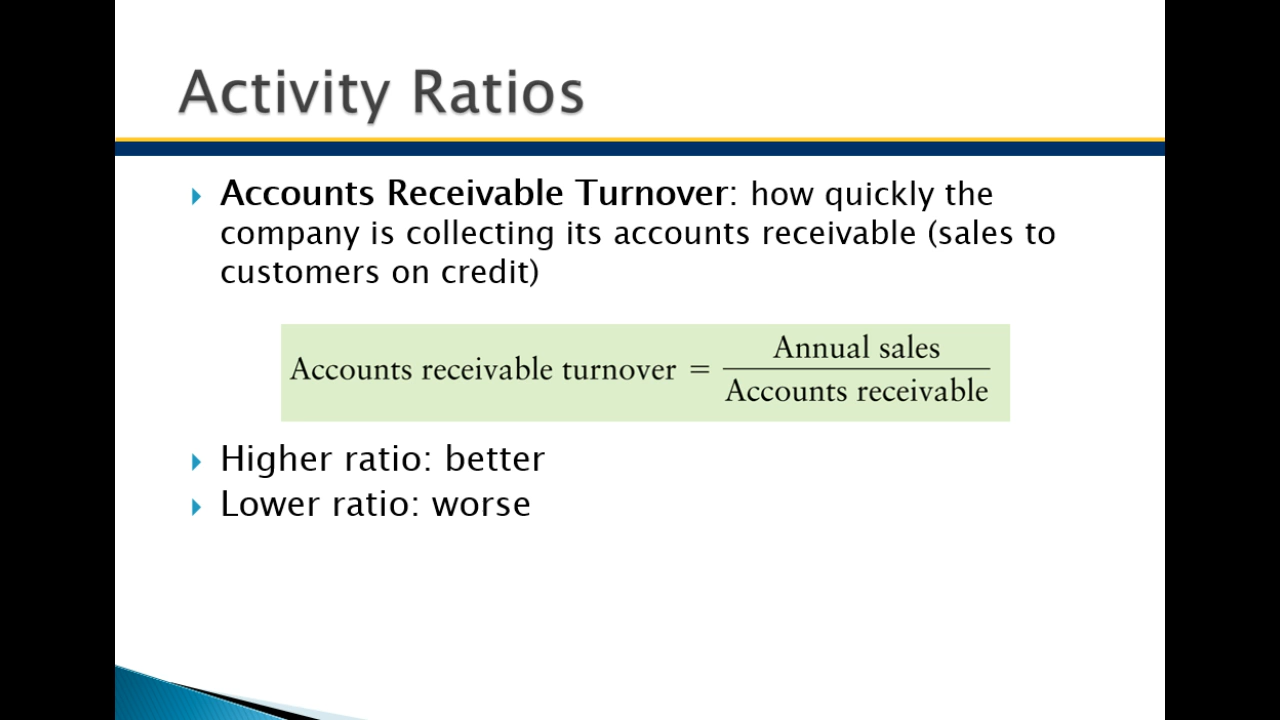 Activity Ratios
Accounts Receivable Turnover: how quickly the
company is collecting its accounts receivable (sales to
customers on credit)
Accounts receivable turnover = Annual sales / Accounts receivable
Higher ratio: better
Lower ratio: worse